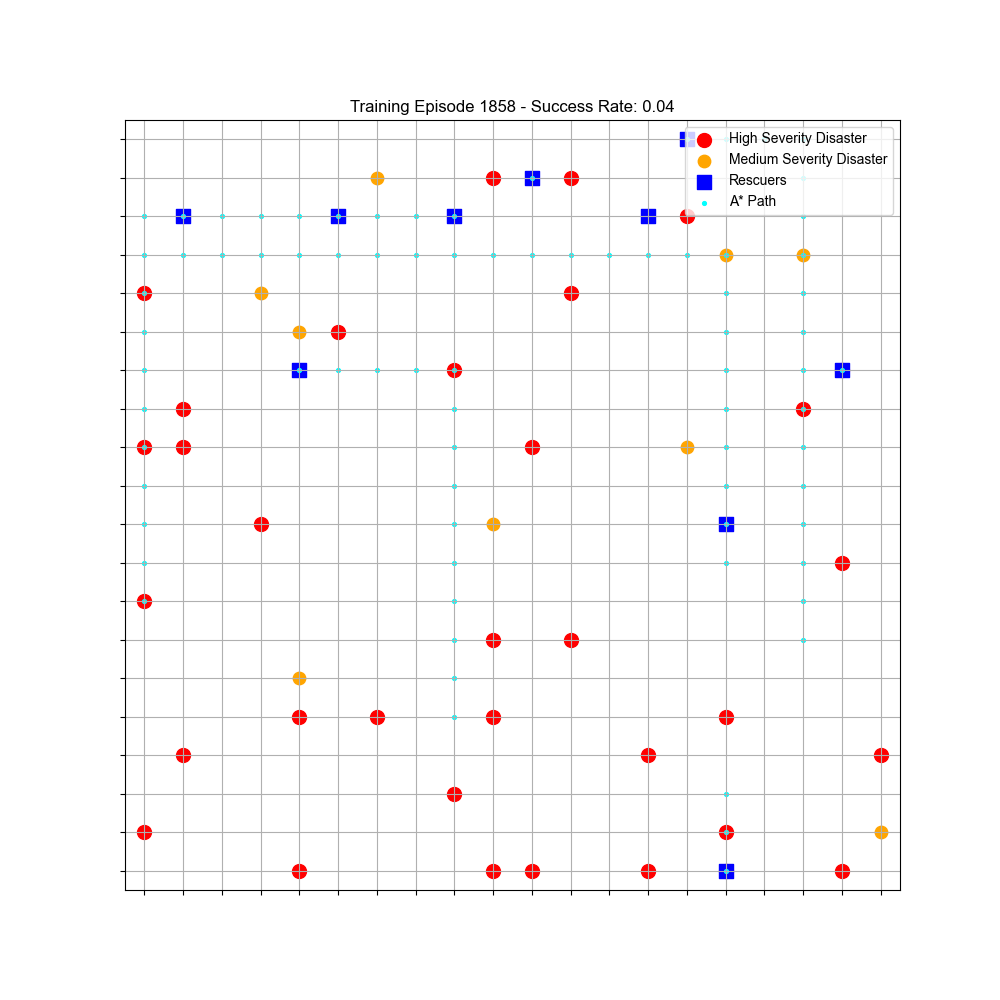 Training Episode 1858 - Success Rate: 0.04
High Severity Disaster
Medium Severity Disaster
Rescuers
A* Path